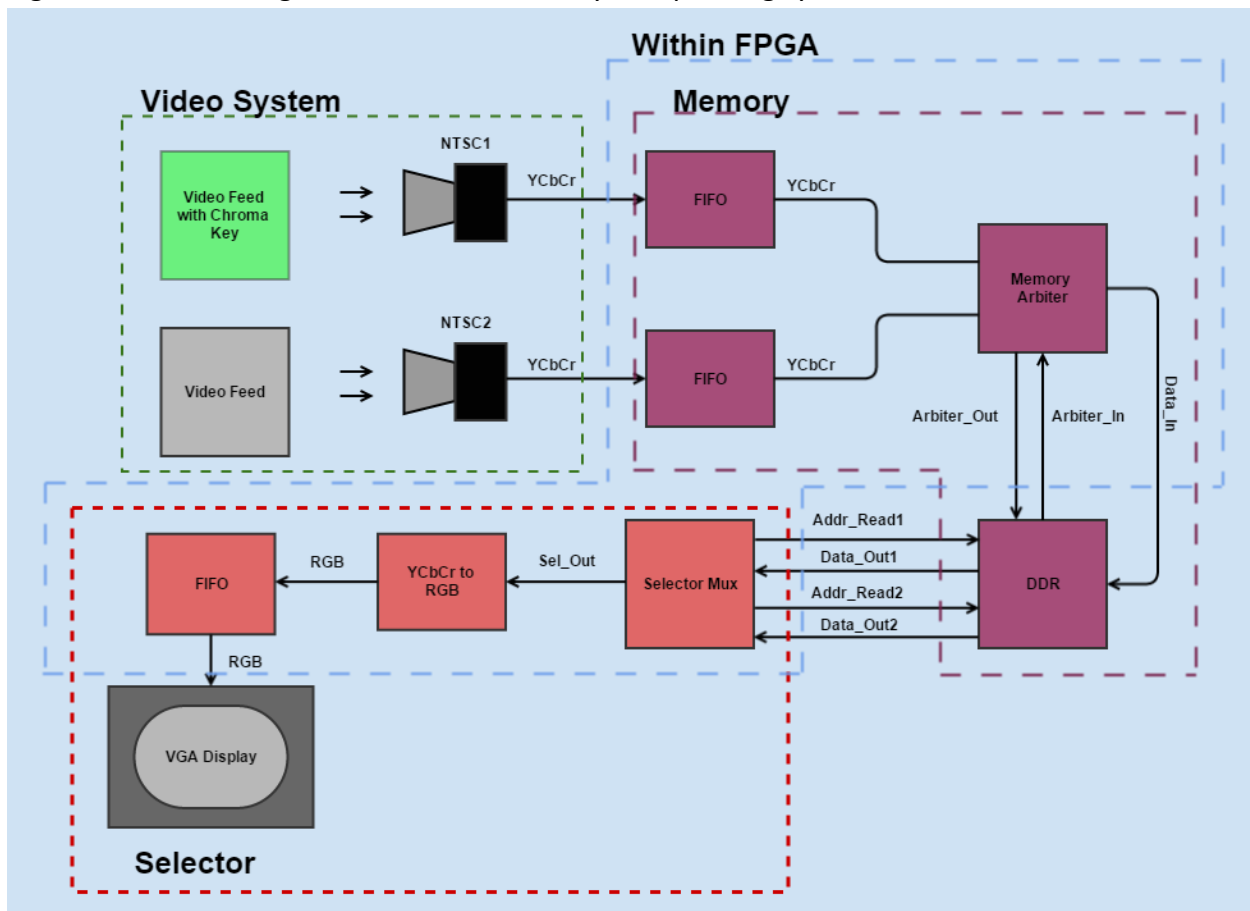 Within FPGA
Video System
Memory
NTSC1
Video Feed
with Chroma
Key
YCbCr
FIFO
YCbCr
Memory
Arbiter
NTSC2
Video Feed
YCbCr
FIFO
YCbCr
Arbiter_Out
Arbiter_In
Data_In
FIFO
RGB
YCbCr to
RGB
Sel_Out
Selector Mux
Addr_Read1
Data_Out1
Addr_Read2
Data_Out2
DDR
RGB
VGA Display
Selector